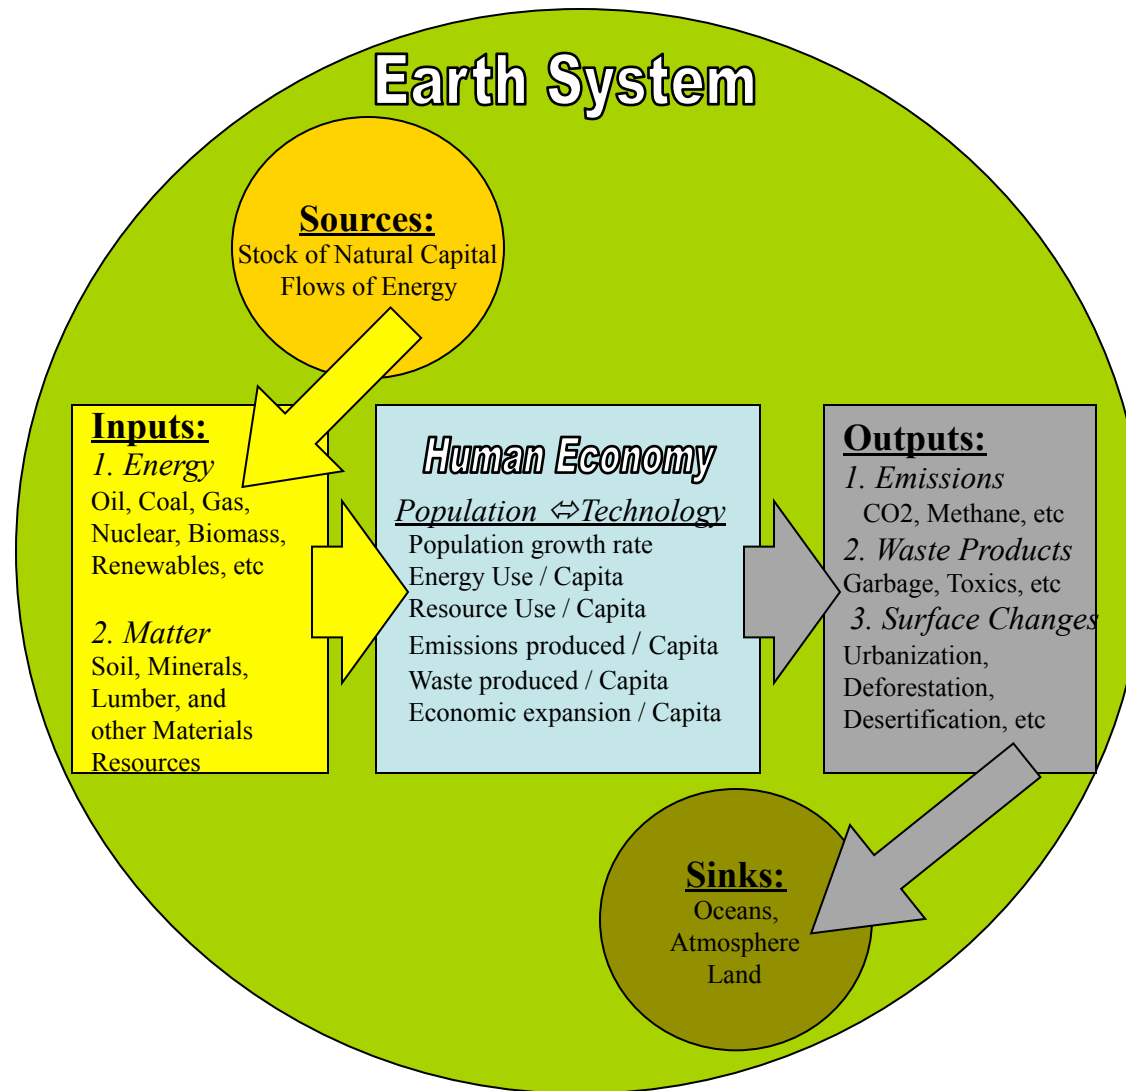 Earth System
Sources:
Stock of Natural Capital
Flows of Energy
Inputs:
1. Energy
Oil, Coal, Gas,
Nuclear, Biomass,
Renewables, etc
2. Matter
Soil, Minerals,
Lumber, and
other Materials
Resources
Human Economy
Population ⬄Technology
Population growth rate
Energy Use / Capita
Resource Use / Capita
Emissions produced / Capita
Waste produced / Capita
Economic expansion / Capita
Outputs:
1. Emissions
CO2, Methane, etc
2. Waste Products
Garbage, Toxics, etc
3. Surface Changes
Urbanization,
Deforestation,
Desertification, etc
Sinks:
Oceans,
Atmosphere
Land